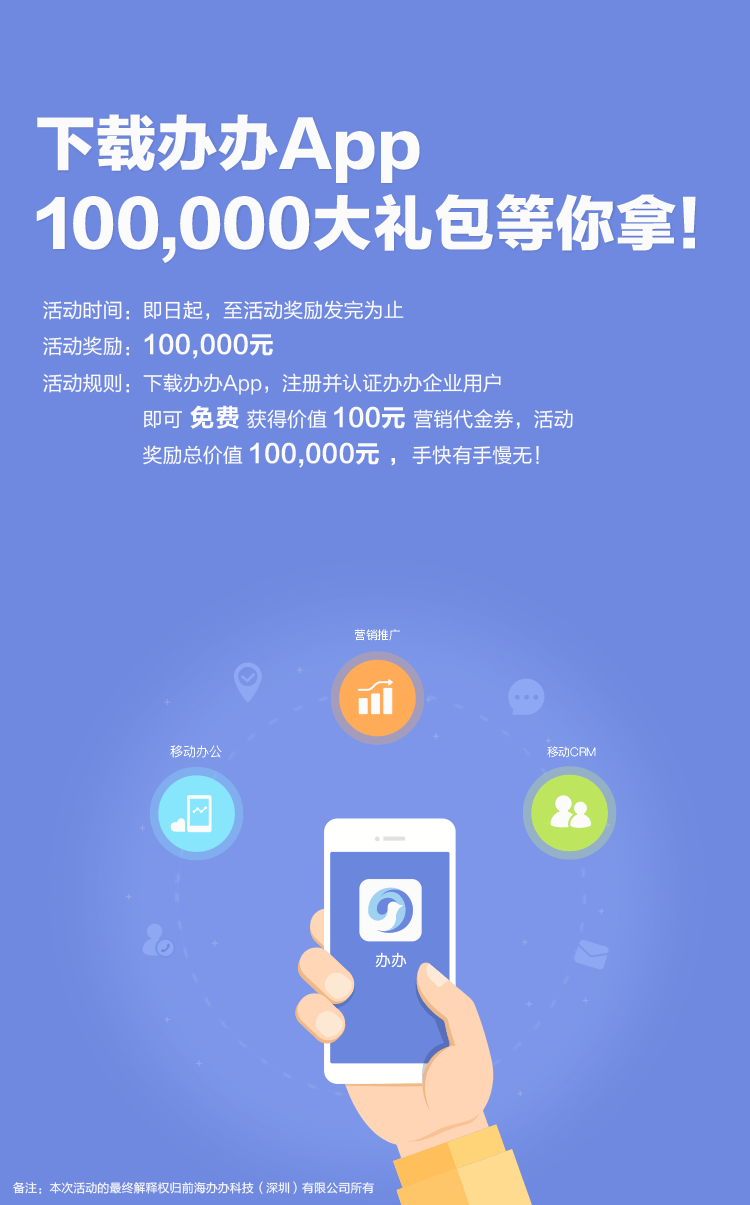 下载办办App
100,000大礼包等你拿！
活动时间：即日起，至活动奖励发完为止
活动奖励：100,000元
活动规则：下载办办App，注册并认证办办企业用户
即可 免费 获得价值 100元 营销代金券，活动
奖励总价值 100,000元 ，手快有手慢无！
营销推广
移动办公
移动CRM
办办
备注：本次活动的最终解释权归前海办办科技（深圳）有限公司所有